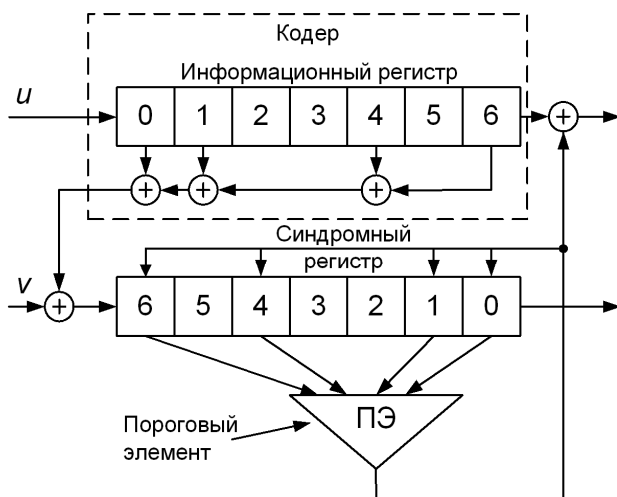 Кодер
Информационный регистр
u
0 1 2 3 4 5 6
+
+ + +
Синдромный
регистр
v
+
6 5 4 3 2 1 0
ПЭ
Пороговый
элемент